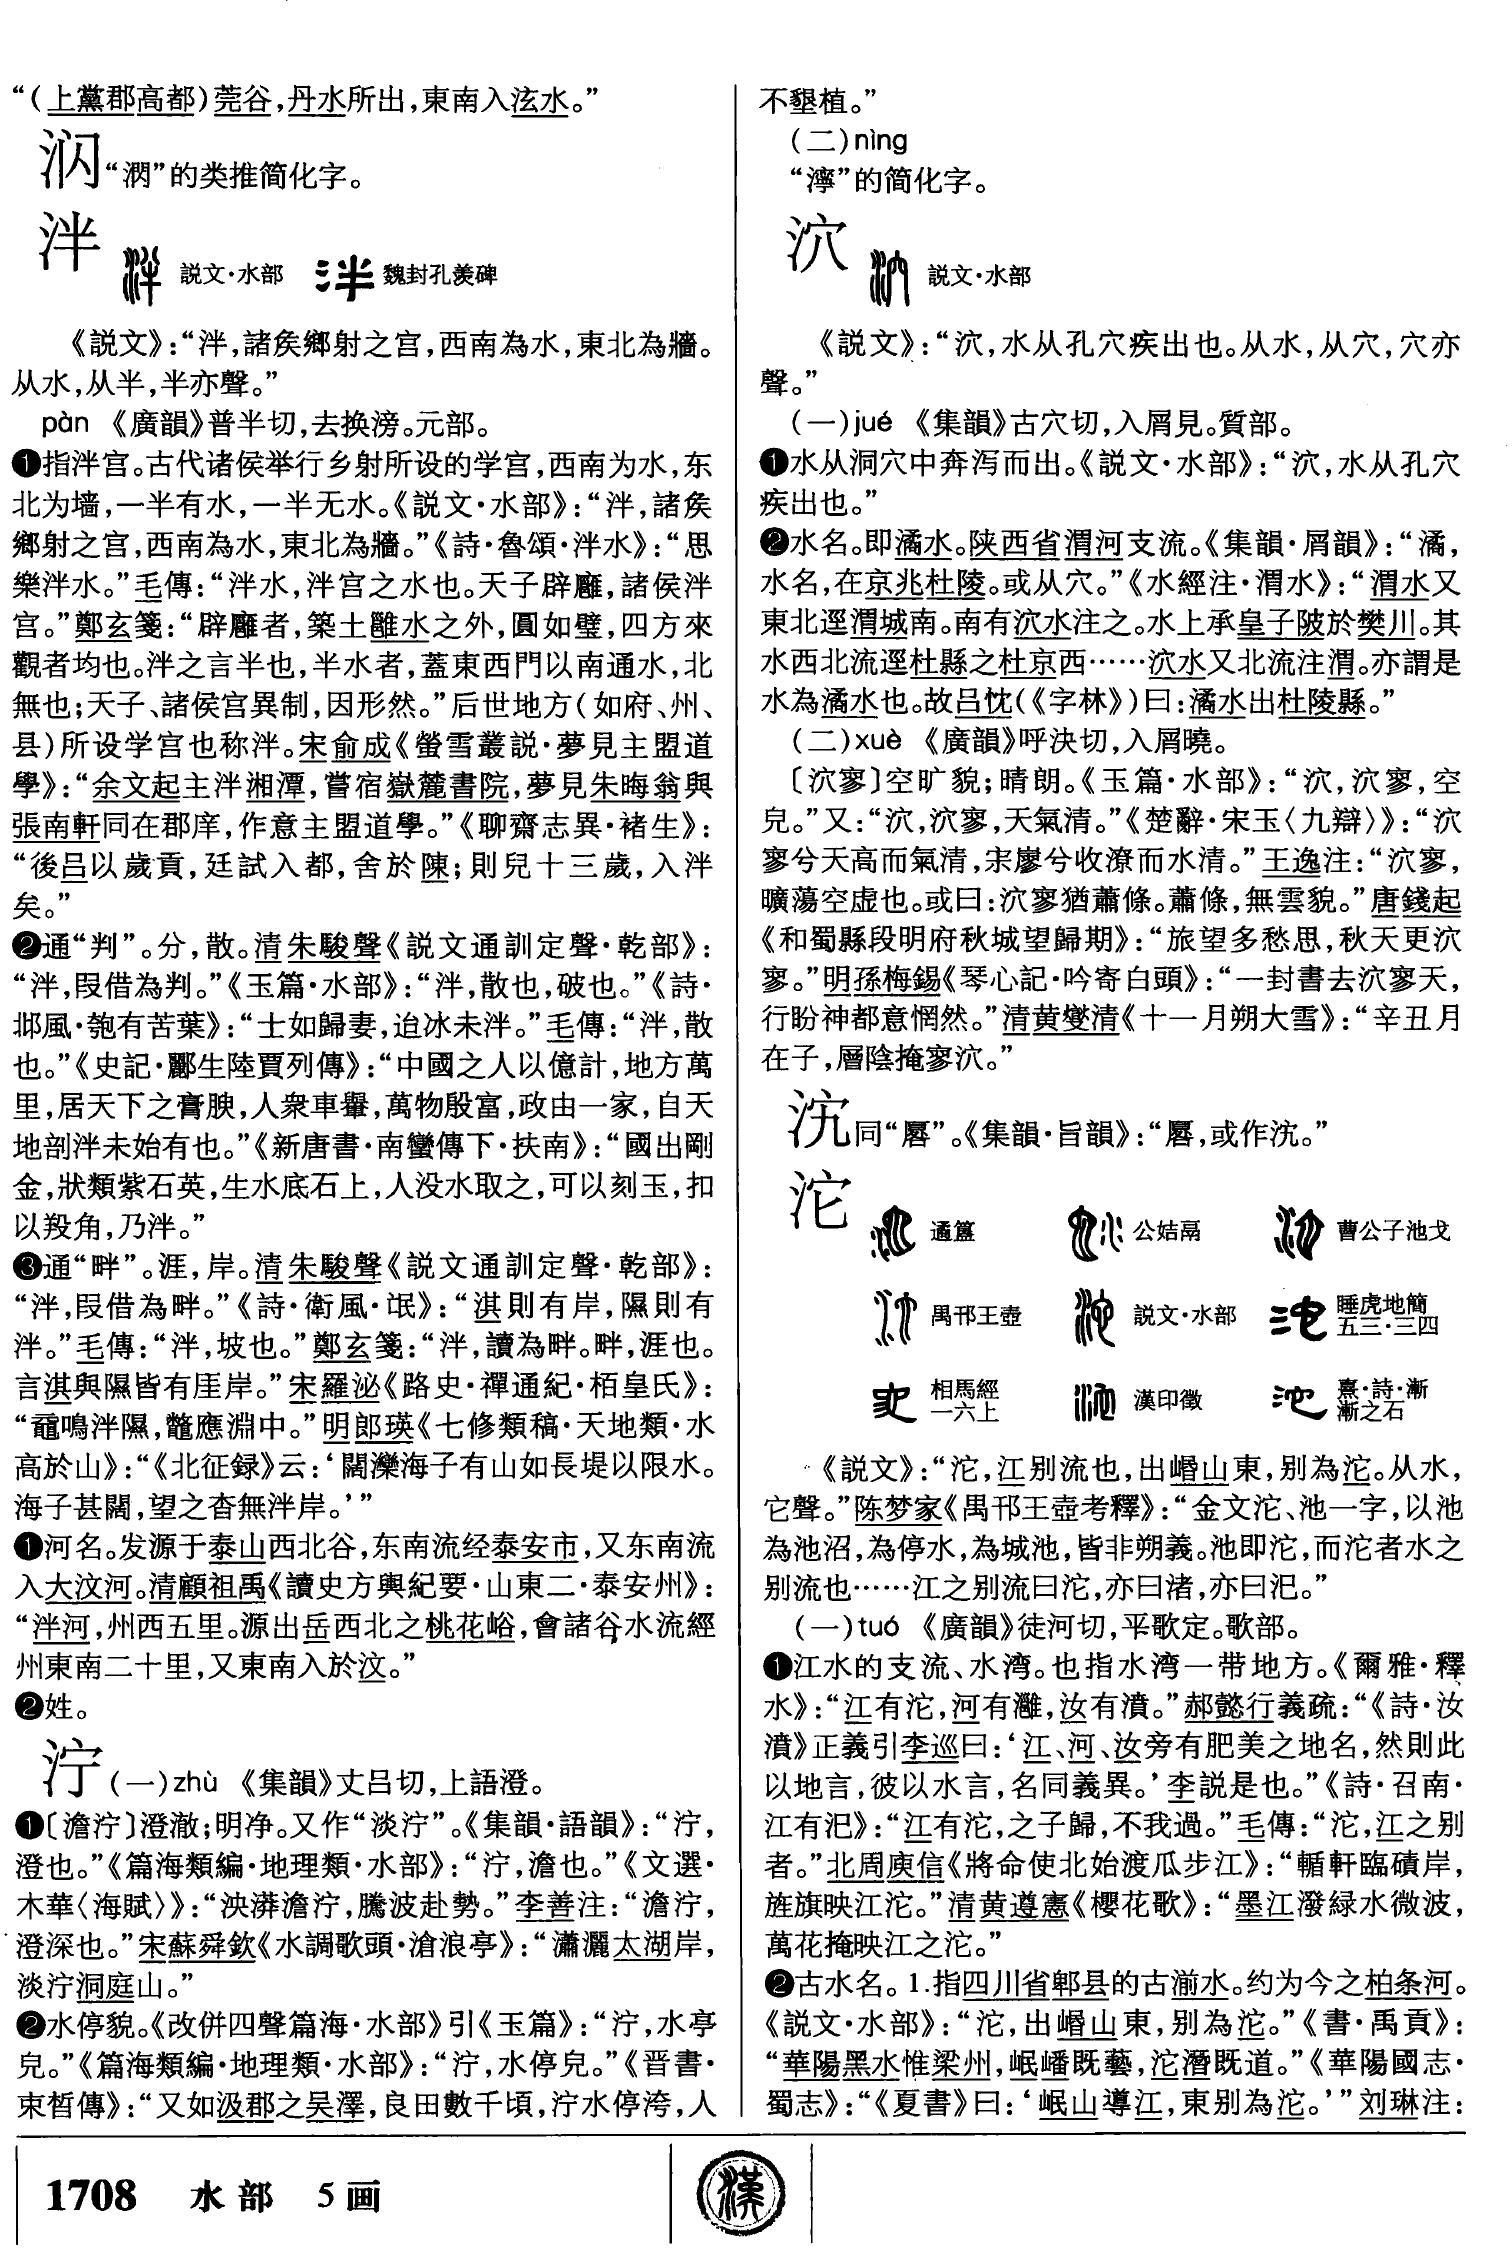 “(上黨郡高都)莞谷,丹水所出,東南入泫水。”
㳎“澗”的类推简化字。
泮 説文·水部 魏封孔羡碑
《説文》:“泮,諸矦鄉射之宫,西南為水,東北為牆。
从水,从半,半亦聲。”
pàn 《廣韻》普半切,去换滂。元部。
❶指泮宫。古代诸侯举行乡射所设的学宫,西南为水,东
北为墙,一半有水,一半无水。《説文·水部》:“泮,諸矦
鄉射之宫,西南為水,東北為牆。”《詩·魯頌·泮水》:“思
樂泮水。”毛傳:“泮水,泮宫之水也。天子辟廱,諸侯泮
宫。”鄭玄箋:“辟廱者,築土雝水之外,圓如璧,四方來
觀者均也。泮之言半也,半水者,蓋東西門以南通水,北
無也;天子、諸侯宫異制,因形然。”后世地方(如府、州、
县)所设学宫也称泮。宋俞成《螢雪叢説·夢見主盟道
學》:“余文起主泮湘潭,嘗宿嶽麓書院,夢見朱晦翁與
張南軒同在郡庠,作意主盟道學。”《聊齋志異·褚生》:
“後吕以歲貢,廷試入都,舍於陳;則兒十三歲,入泮
矣。”
❷通“判”。分,散。清朱駿聲《説文通訓定聲·乾部》:
“泮,叚借為判。”《玉篇·水部》:“泮,散也,破也。”《詩·
邶風·匏有苦葉》:“士如歸妻,迨冰未泮。”毛傳:“泮,散
也。”《史記·酈生陸賈列傳》:“中國之人以億計,地方萬
里,居天下之膏腴,人衆車轝,萬物殷富,政由一家,自天
地剖泮未始有也。”《新唐書·南蠻傳下·扶南》:“國出剛
金,狀類紫石英,生水底石上,人没水取之,可以刻玉,扣
以羖角,乃泮。”
❸通“畔”。涯,岸。清朱駿聲《説文通訓定聲·乾部》:
“泮,叚借為畔。”《詩·衛風·氓》:“淇則有岸,隰則有
泮。”毛傳:“泮,坡也。”鄭玄箋:“泮,讀為畔。畔,涯也。
言淇與隰皆有厓岸。”宋羅泌《路史·禪通紀·栢皇氏》:
“黿鳴泮隰,鼈應淵中。”明郎瑛《七修類稿·天地類·水
高於山》:“《北征録》云:‘闊灤海子有山如長堤以限水。
海子甚闊,望之杳無泮岸。’”
❶河名。发源于泰山西北谷,东南流经泰安市,又东南流
入大汶河。清顧祖禹《讀史方輿紀要·山東二·泰安州》:
“泮河,州西五里。源出岳西北之桃花峪,會諸谷水流經
州東南二十里,又東南入於汶。”
❷姓。
泞(一)zhù 《集韻》丈吕切,上語澄。
❶〔澹泞〕澄澈;明净。又作“淡泞”。《集韻·語韻》:“泞,
澄也。”《篇海類編·地理類·水部》:“泞,澹也。”《文選·
木華〈海賦〉》:“泱漭澹泞,騰波赴勢。”李善注:“澹泞,
澄深也。”宋蘇舜欽《水調歌頭·滄浪亭》:“瀟灑太湖岸,
淡泞洞庭山。”
❷水停貌。《改併四聲篇海·水部》引《玉篇》:“泞,水亭
皃。”《篇海類編·地理類·水部》:“泞,水停皃。”《晋書·
束晳傳》:“又如汲郡之吴澤,良田數千頃,泞水停洿,人
不墾植。”
(二)nìng
“濘”的简化字。
泬 説文·水部
《説文》:“泬,水从孔穴疾出也。从水,从穴,穴亦
聲。”
(一)jué 《集韻》古穴切,入屑見。質部。
❶水从洞穴中奔泻而出。《説文·水部》:“泬,水从孔穴
疾出也。”
❷水名。即潏水。陕西省渭河支流。《集韻·屑韻》:“潏,
水名,在京兆杜陵。或从穴。”《水經注·渭水》:“渭水又
東北逕渭城南。南有泬水注之。水上承皇子陂於樊川。其
水西北流逕杜縣之杜京西……泬水又北流注渭。亦謂是
水為潏水也。故吕忱(《字林》)曰:潏水出杜陵縣。”
(二)xuè 《廣韻》呼決切,入屑曉。
〔泬寥〕空旷貌;晴朗。《玉篇·水部》:“泬,泬寥,空
皃。”又:“泬,泬寥,天氣清。”《楚辭·宋玉〈九辯〉》:“泬
寥兮天高而氣清,宋廖兮收潦而水清。”王逸注:“泬寥,
曠蕩空虚也。或曰:泬寥猶蕭條。蕭條,無雲貌。”唐錢起
《和蜀縣段明府秋城望歸期》:“旅望多愁思,秋天更泬
寥。”明孫梅錫《琴心記·吟寄白頭》:“一封書去泬寥天,
行盼神都意惘然。”清黄燮清《十一月朔大雪》:“辛丑月
在子,層陰掩寥泬。”
氿同“厬”。《集韻·旨韻》:“厬,或作氿。”
沱 遹簋 公姞鬲 曹公子池戈
禺邗王壺 説文·水部 睡虎地簡五三·三四
相馬經一六上 漢印徵 熹·詩·漸漸之石
《説文》:“沱,江别流也,出㟭山東,别為沱。从水,
它聲。”陈梦家《禺邗王壺考釋》:“金文沱、池一字,以池
為池沼,為停水,為城池,皆非朔義。池即沱,而沱者水之
别流也……江之别流曰沱,亦曰渚,亦曰汜。”
(一)tuó 《廣韻》徒河切,平歌定。歌部。
❶江水的支流、水湾。也指水湾一带地方。《爾雅·釋
水》:“江有沱,河有灉,汝有濆。”郝懿行義疏:“《詩·汝
濆》正義引李巡曰:‘江、河、汝旁有肥美之地名,然則此
以地言,彼以水言,名同義異。’李説是也。”《詩·召南·
江有汜》:“江有沱,之子歸,不我過。”毛傳:“沱,江之别
者。”北周庾信《將命使北始渡瓜步江》:“輴軒臨磧岸,
旌旗映江沱。”清黄遵憲《櫻花歌》:“墨江潑緑水微波,
萬花掩映江之沱。”
❷古水名。1.指四川省郫县的古湔水。约为今之柏条河。
《説文·水部》:“沱,出㟭山東,别為沱。”《書·禹貢》:
“華陽黑水惟梁州,岷嶓既藝,沱潛既道。”《華陽國志·
蜀志》:“《夏書》曰:‘岷山導江,東别為沱。’”刘琳注:
1708 水部 5画
漢